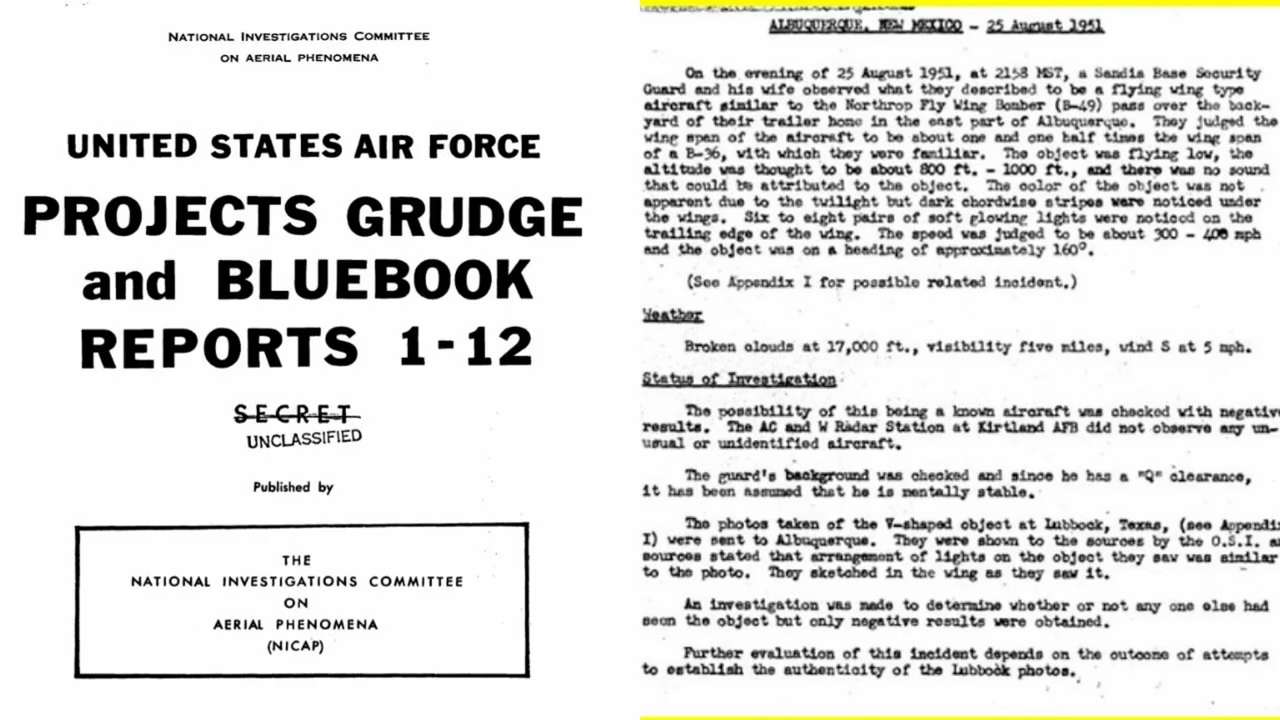 NATIONAL INVESTIGATIONS COMMITTEE
ON AERIAL PHENOMENA
UNITED STATES AIR FORCE
PROJECTS GRUDGE
and BLUEBOOK
REPORTS 1-12
SECRET
UNCLASSIFIED
Published by
THE
NATIONAL INVESTIGATIONS COMMITTEE
ON
AERIAL PHENOMENA
(NICAP)
ALBUQUERQUE, NEW MEXICO - 25 August 1951
On the evening of 25 August 1951, at 2158 MST, a Sandia Base Security
Guard and his wife observed what they described to be a flying wing type
aircraft similar to the Northrop Fly Wing Bomber (B-49) pass over the back-
yard of their trailer home in the east part of Albuquerque. They judged the
wing span of the aircraft to be about one and one half times the wing span
of a B-36, with which they were familiar. The object was flying low, the
altitude was thought to be about 800 ft. - 1000 ft., and there was no sound
that could be attributed to the object. The color of the object was not
apparent due to the twilight but dark chordwise stripes were noticed under
the wings. Six to eight pairs of soft glowing lights were noticed on the
trailing edge of the wing. The speed was judged to be about 300 - 400 mph
and the object was on a heading of approximately 160°.
(See Appendix I for possible related incident.)
Weather
Broken clouds at 17,000 ft., visibility five miles, wind S at 5 mph.
Status of Investigation
The possibility of this being a known aircraft was checked with negative
results. The AC and W Radar Station at Kirtland AFB did not observe any un-
usual or unidentified aircraft.
The guard's background was checked and since he has a "Q" clearance,
it has been assumed that he is mentally stable.
The photos taken of the V-shaped object at Lubbock, Texas, (see Appendi
I) were sent to Albuquerque. They were shown to the sources by the O.S.I. a
sources stated that arrangement of lights on the object they saw was similar
to the photo. They sketched in the wing as they saw it.
An investigation was made to determine whether or not any one else had
seen the object but only negative results were obtained.
Further evaluation of this incident depends on the outcome of attempts
to establish the authenticity of the Lubbock photos.